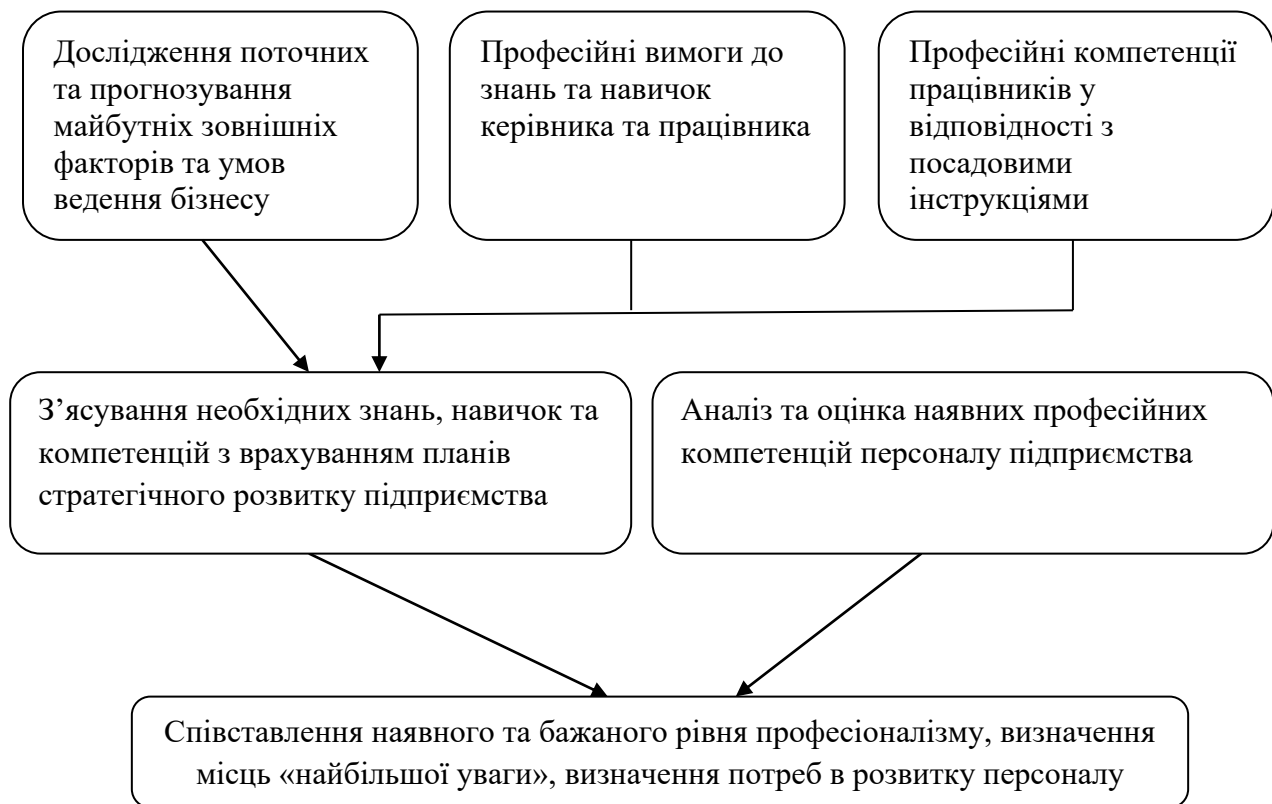 Дослідження поточних
та прогнозування
майбутніх зовнішніх
факторів та умов
ведення бізнесу
Професійні вимоги до
знань та навичок
керівника та працівника
Професійні компетенції
працівників у
відповідності з
посадовими
інструкціями
З’ясування необхідних знань, навичок та
компетенцій з врахуванням планів
стратегічного розвитку підприємства
Аналіз та оцінка наявних професійних
компетенцій персоналу підприємства
Співставлення наявного та бажаного рівня професіоналізму, визначення
місць «найбільшої уваги», визначення потреб в розвитку персоналу